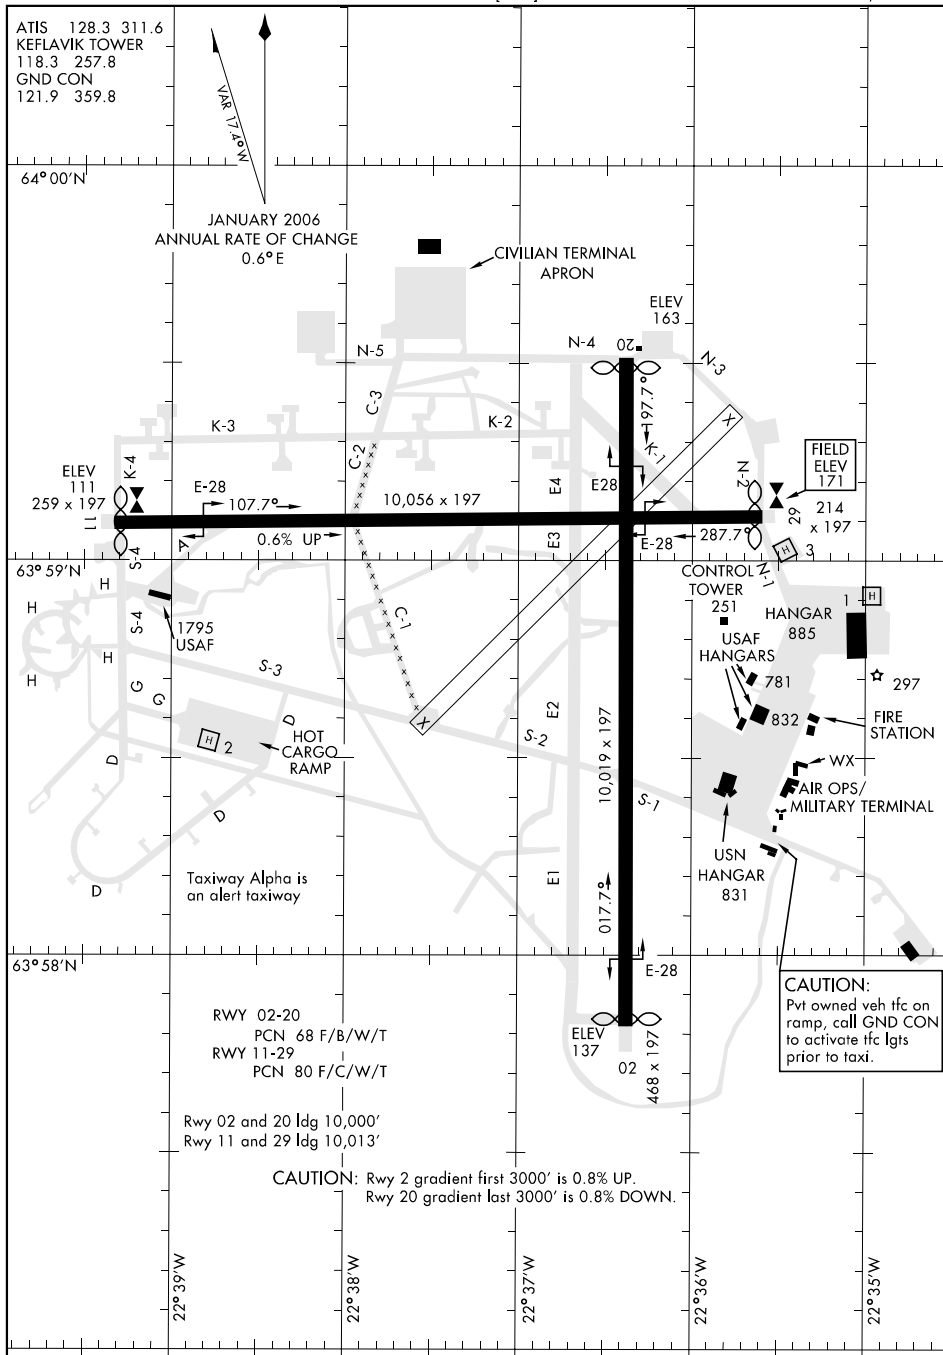 ATIS 128.3 311.6
KEFLAVIK TOWER
118.3 257.8
GND CON
121.9 359.8
VAR 17.4° W
64° 00'N
JANUARY 2006
ANNUAL RATE OF CHANGE
0.6° E
CIVILIAN TERMINAL
APRON
ELEV
163
N-5
N-4
20
N-3
C-3
197.7°
K-3
K-2
C-2
K-1
X
ELEV
111
259 x 197
K-4
E-28
107.7°
10,056 x 197
E4
E28
N-2
FIELD
ELEV
171
29
214
x 197
11
A
0.6% UP
E3
E-28
287.7°
H 3
63° 59'N
S-4
N-1
CONTROL
TOWER
251
HANGAR
885
1 H
H
H
H
H
S-4
1795
USAF
C-1
USAF
HANGARS
781
297
S-3
G
G
D
X
E2
10,019 x 197
S-2
832
FIRE
STATION
H 2
HOT
CARGO
RAMP
D
D
D
WX
AIR OPS/
MILITARY TERMINAL
S-1
USN
HANGAR
831
Taxiway Alpha is
an alert taxiway
E1
017.7°
63° 58'N
E-28
CAUTION:
Pvt owned veh tfc on
ramp, call GND CON
to activate tfc lgts
prior to taxi.
RWY 02-20
PCN 68 F/B/W/T
RWY 11-29
PCN 80 F/C/W/T
ELEV
137
02
468 x 197
Rwy 02 and 20 ldg 10,000'
Rwy 11 and 29 ldg 10,013'
CAUTION: Rwy 2 gradient first 3000' is 0.8% UP.
Rwy 20 gradient last 3000' is 0.8% DOWN.
22° 39'W
22° 38'W
22° 37'W
22° 36'W
22° 35'W